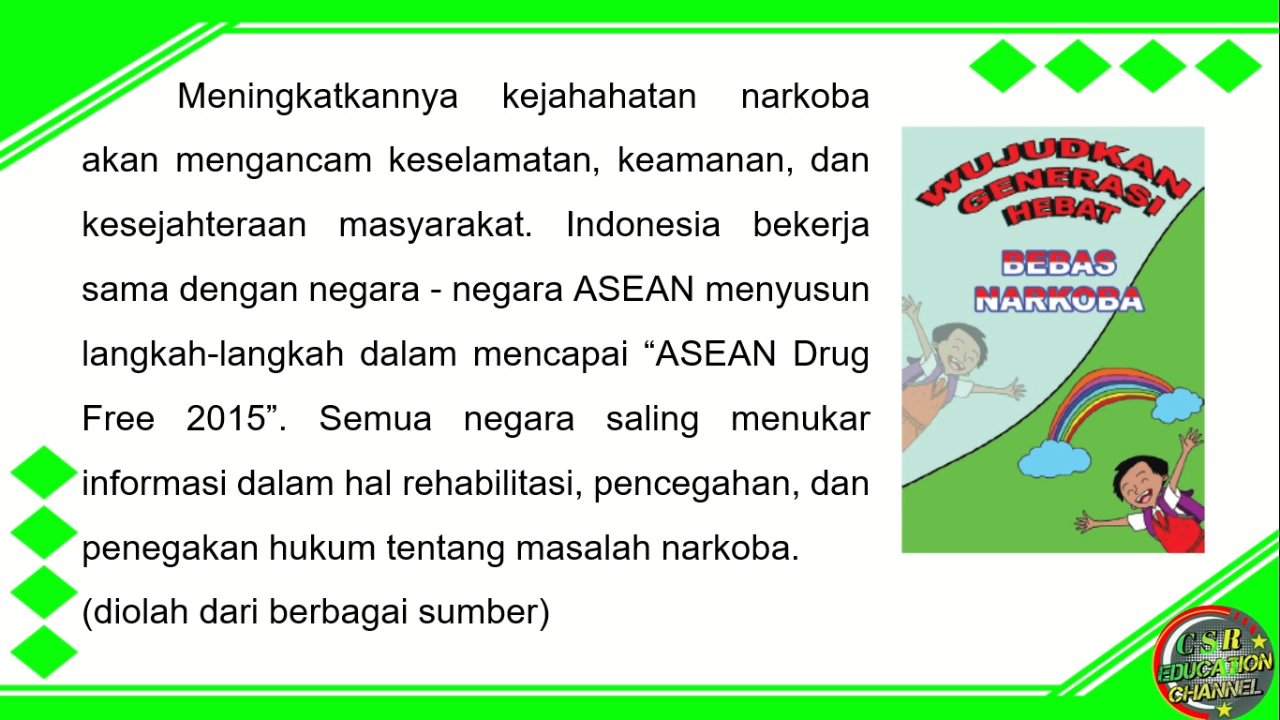 Meningkatkannya kejahahatan narkoba
akan mengancam keselamatan, keamanan, dan
kesejahteraan masyarakat. Indonesia bekerja
sama dengan negara - negara ASEAN menyusun
langkah-langkah dalam mencapai “ASEAN Drug
Free 2015”. Semua negara saling menukar
informasi dalam hal rehabilitasi, pencegahan, dan
penegakan hukum tentang masalah narkoba.
(diolah dari berbagai sumber)
WUJUDKAN
GENERASI
HEBAT
BEBAS
NARKOBA
CSR
EDUCATION
CHANNEL